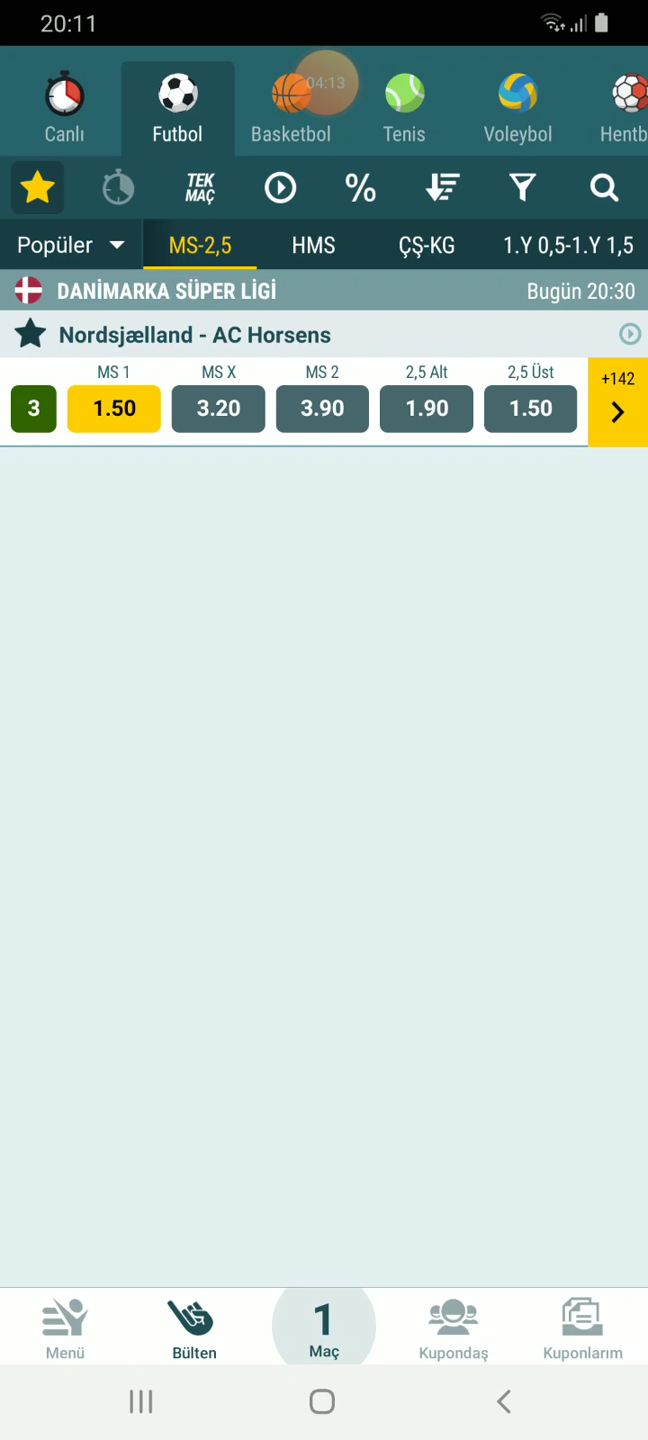 20:11
04:13
Canlı
Futbol
Basketbol
Tenis
Voleybol
Hentb
TEK
MAÇ
%
Popüler
MS-2,5
HMS
ÇŞ-KG
1.Y 0,5-1.Y 1,5
DANİMARKA SÜPER LİGİ
Bugün 20:30
Nordsjælland - AC Horsens
MS 1 MS X MS 2 2,5 Alt 2,5 Üst
+142
3 1.50 3.20 3.90 1.90 1.50
1
Menü Bülten Maç Kupondaş Kuponlarım